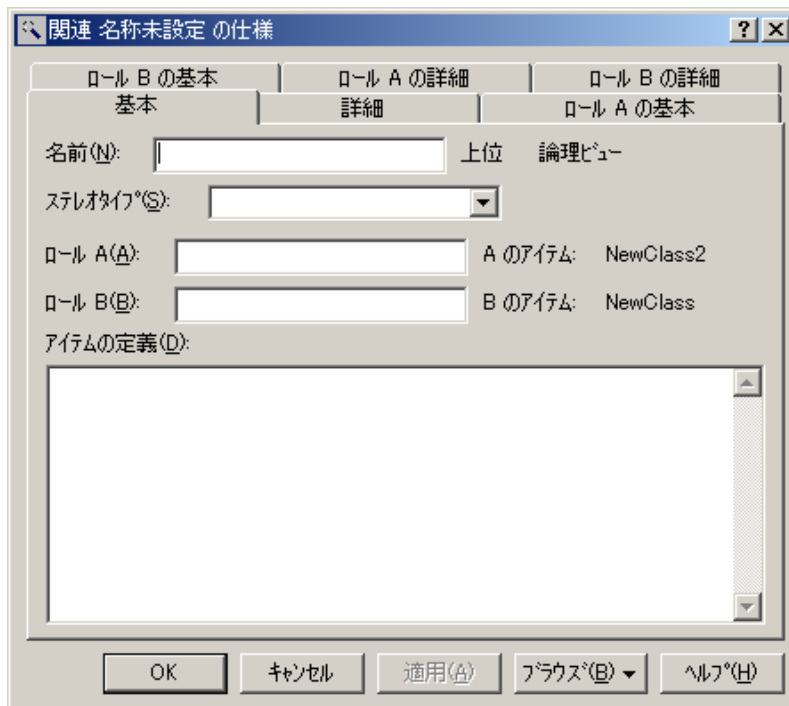 関連 名称未設定 の仕様
ロール B の基本 ロール A の詳細 ロール B の詳細
基本 詳細 ロール A の基本
名前(N): 上位 論理ビュー
ステレオタイプ(S):
ロール A(A): A のアイテム: NewClass2
ロール B(B): B のアイテム: NewClass
アイテムの定義(D):
OK キャンセル 適用(A) ブラウズ(B) ヘルプ(H)